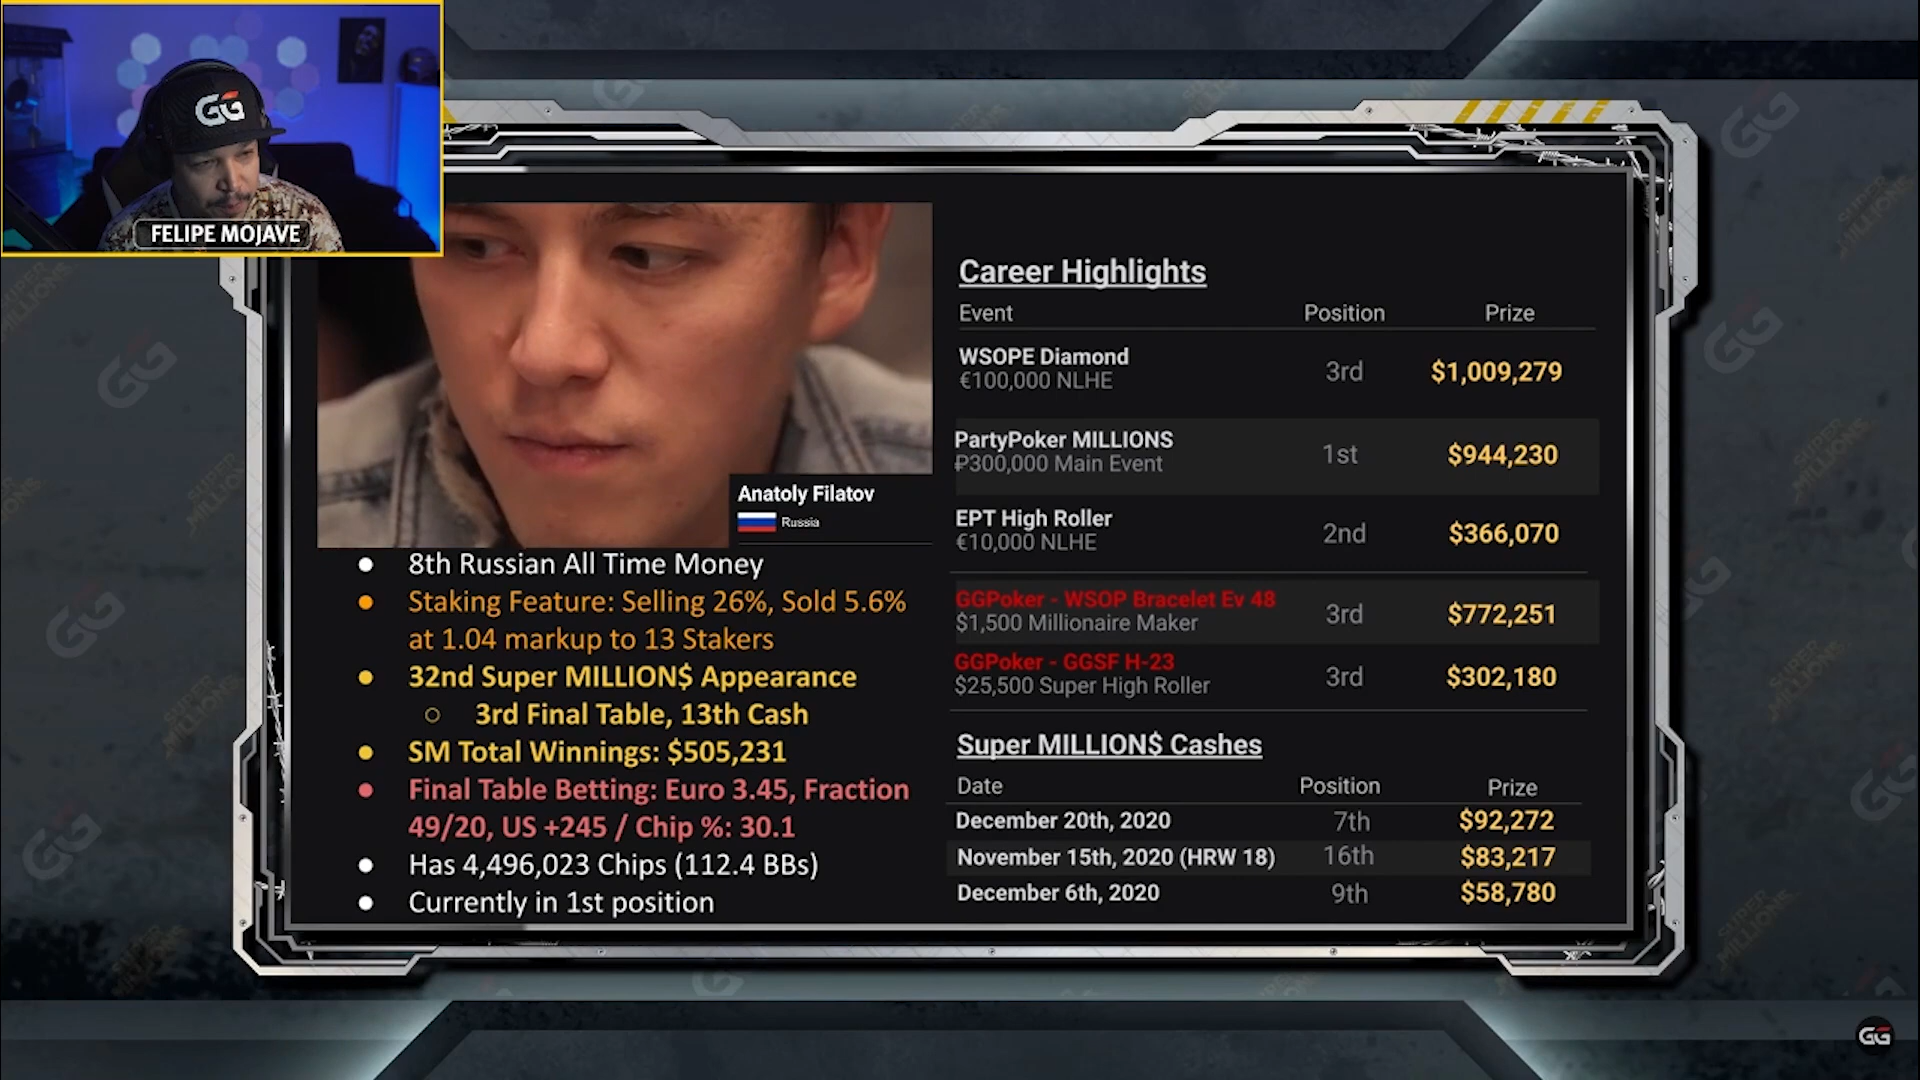 GG
FELIPE MOJAVE
Anatoly Filatov
Russia
8th Russian All Time Money
Staking Feature: Selling 26%, Sold 5.6%
at 1.04 markup to 13 Stakers
32nd Super MILLION$ Appearance
3rd Final Table, 13th Cash
SM Total Winnings: $505,231
Final Table Betting: Euro 3.45, Fraction
49/20, US +245 / Chip %: 30.1
Has 4,496,023 Chips (112.4 BBs)
Currently in 1st position
Career Highlights
Event Position Prize
WSOPE Diamond
€100,000 NLHE 3rd $1,009,279
PartyPoker MILLIONS
₽300,000 Main Event 1st $944,230
EPT High Roller
€10,000 NLHE 2nd $366,070
GGPoker - WSOP Bracelet Ev 48
$1,500 Millionaire Maker 3rd $772,251
GGPoker - GGSF H-23
$25,500 Super High Roller 3rd $302,180
Super MILLION$ Cashes
Date Position Prize
December 20th, 2020 7th $92,272
November 15th, 2020 (HRW 18) 16th $83,217
December 6th, 2020 9th $58,780
GG